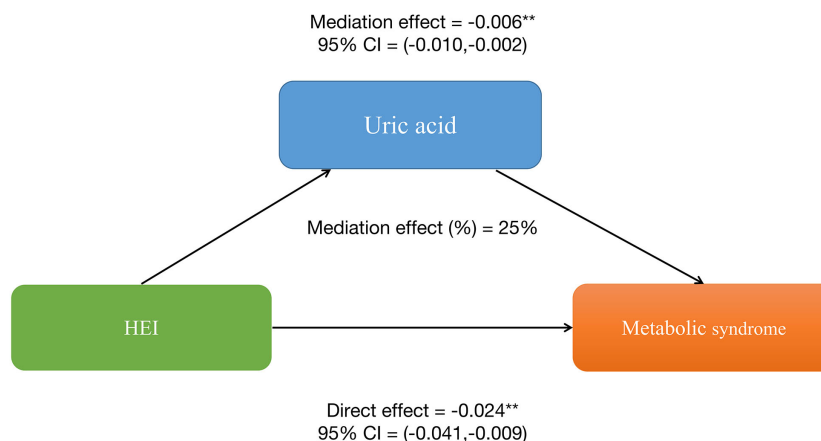 Mediation effect = -0.006**
95% CI = (-0.010,-0.002)
Uric acid
Mediation effect (%) = 25%
HEI
Metabolic syndrome
Direct effect = -0.024**
95% CI = (-0.041,-0.009)